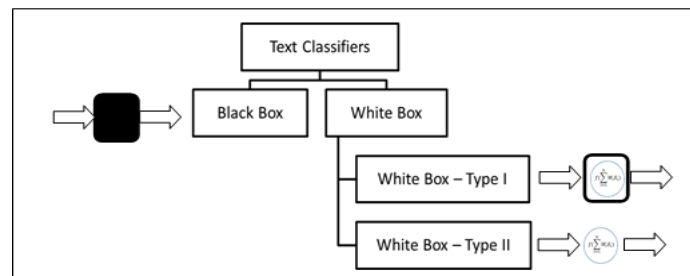 Text Classifiers
Black Box
White Box
White Box – Type I
White Box – Type II